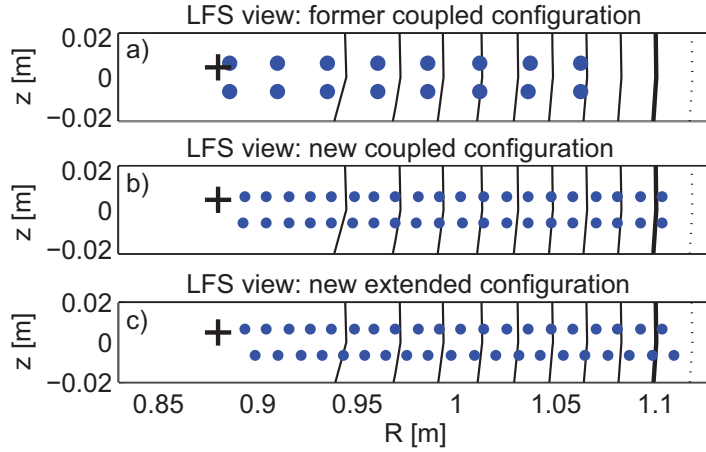 LFS view: former coupled configuration
a)
0.02
0
−0.02
z [m]
LFS view: new coupled configuration
b)
0.02
0
−0.02
z [m]
LFS view: new extended configuration
c)
0.02
0
−0.02
z [m]
0.85 0.9 0.95 1 1.05 1.1
R [m]